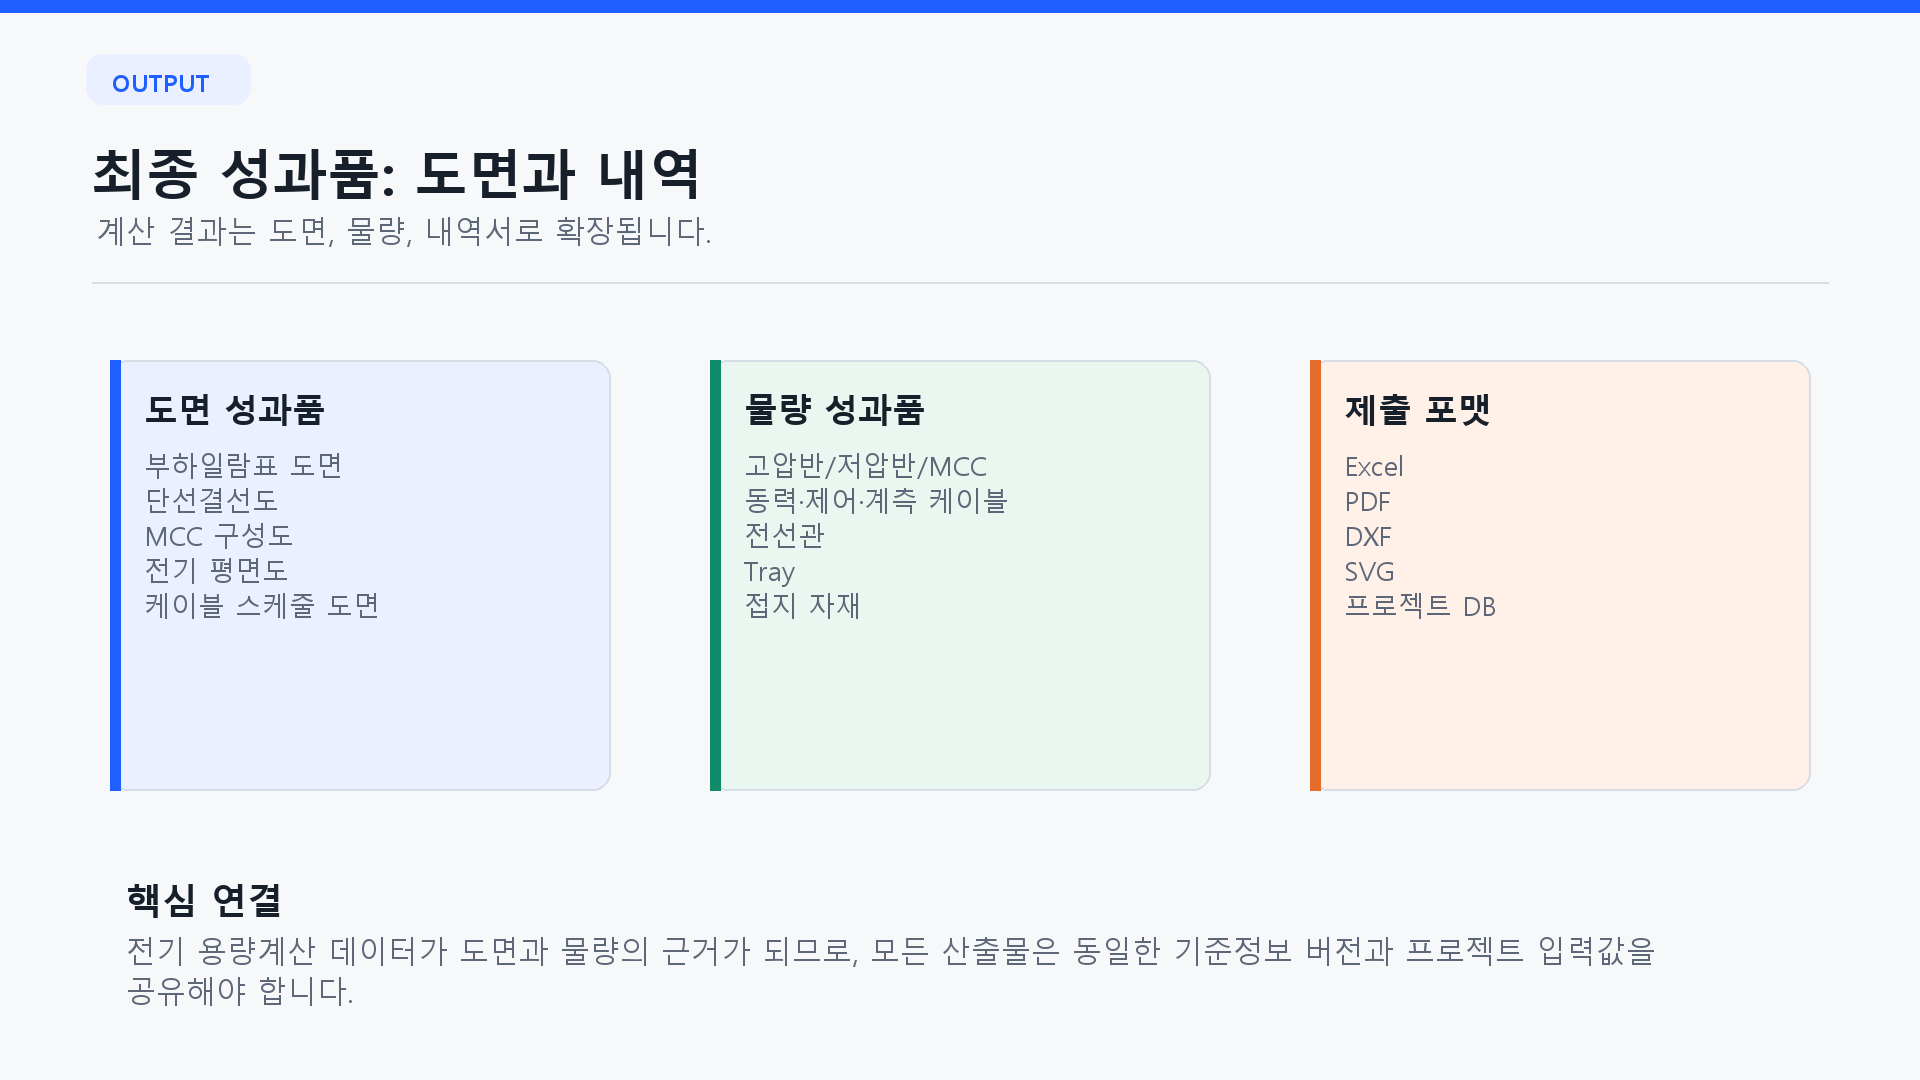 OUTPUT
최종 성과품: 도면과 내역
계산 결과는 도면, 물량, 내역서로 확장됩니다.
도면 성과품
부하일람표 도면
단선결선도
MCC 구성도
전기 평면도
케이블 스케줄 도면
물량 성과품
고압반/저압반/MCC
동력·제어·계측 케이블
전선관
Tray
접지 자재
제출 포맷
Excel
PDF
DXF
SVG
프로젝트 DB
핵심 연결
전기 용량계산 데이터가 도면과 물량의 근거가 되므로, 모든 산출물은 동일한 기준정보 버전과 프로젝트 입력값을
공유해야 합니다.